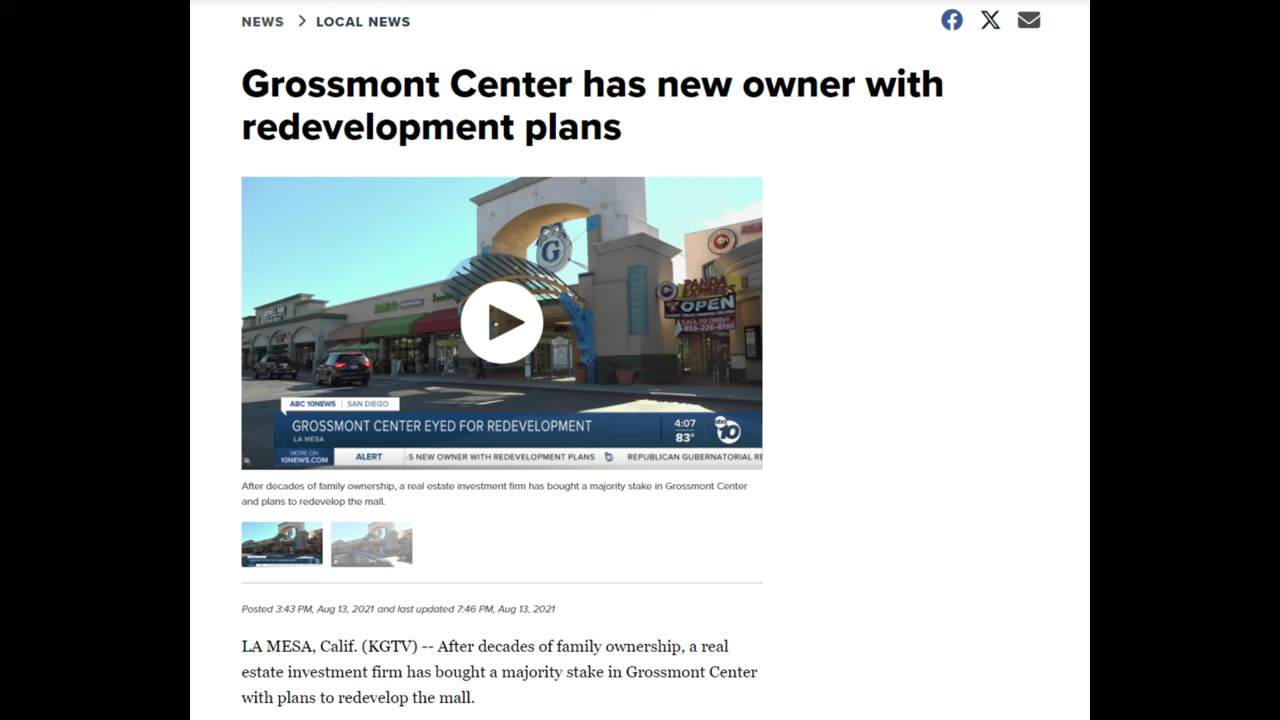 NEWS > LOCAL NEWS
Grossmont Center has new owner with
redevelopment plans
G
PANDA
EXPRESS
OPEN
ABC 10NEWS | SAN DIEGO
GROSSMONT CENTER EYED FOR REDEVELOPMENT
LA MESA
4:07
83°
abc 10
MORE ON
10NEWS.COM
ALERT
S NEW OWNER WITH REDEVELOPMENT PLANS
REPUBLICAN GUBERNATORIAL RE
After decades of family ownership, a real estate investment firm has bought a majority stake in Grossmont Center
and plans to redevelop the mall.
Posted 3:43 PM, Aug 13, 2021 and last updated 7:46 PM, Aug 13, 2021
LA MESA, Calif. (KGTV) -- After decades of family ownership, a real
estate investment firm has bought a majority stake in Grossmont Center
with plans to redevelop the mall.